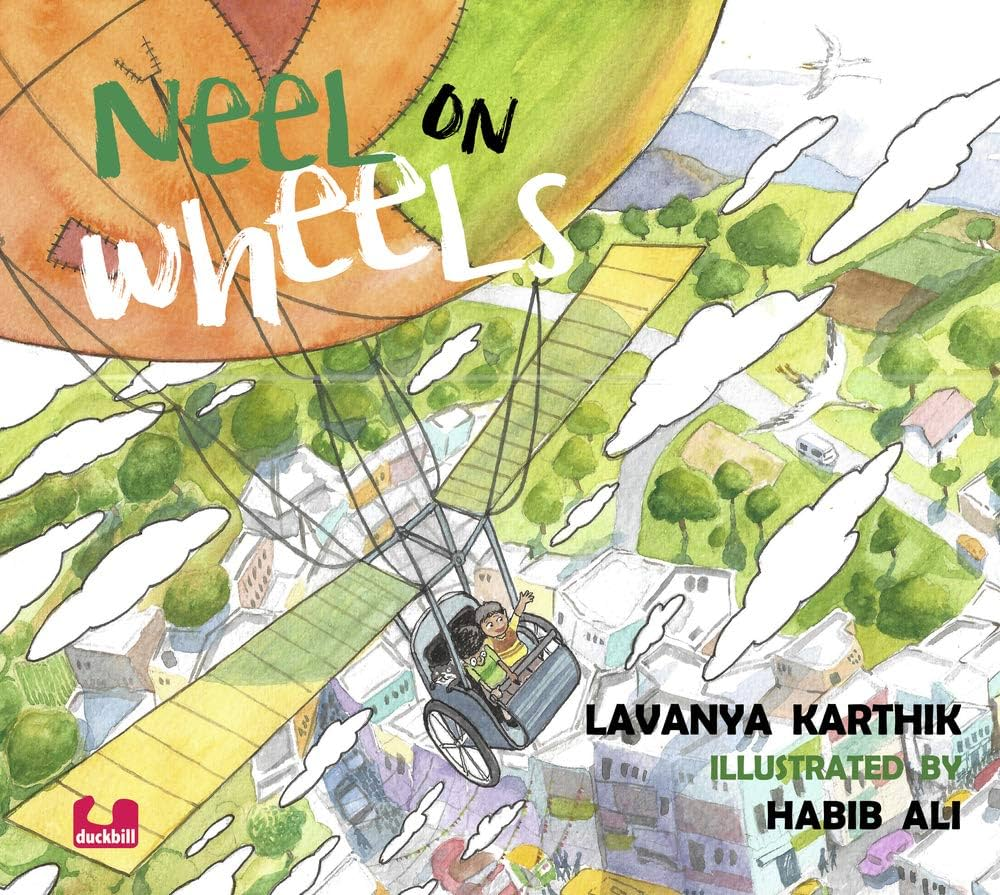 Neel on
Wheels
LAVANYA KARTHIK
ILLUSTRATED BY
HABIB ALI
duckbill